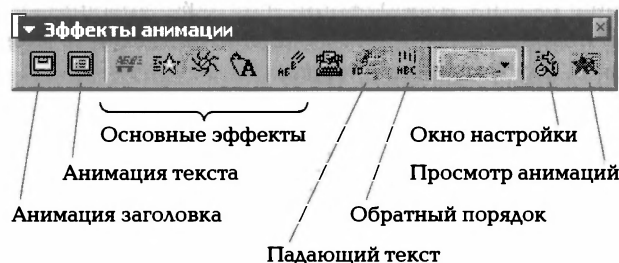 Эффекты анимации
Основные эффекты
Окно настройки
Анимация текста
Просмотр анимаций
Анимация заголовка
Обратный порядок
Падающий текст